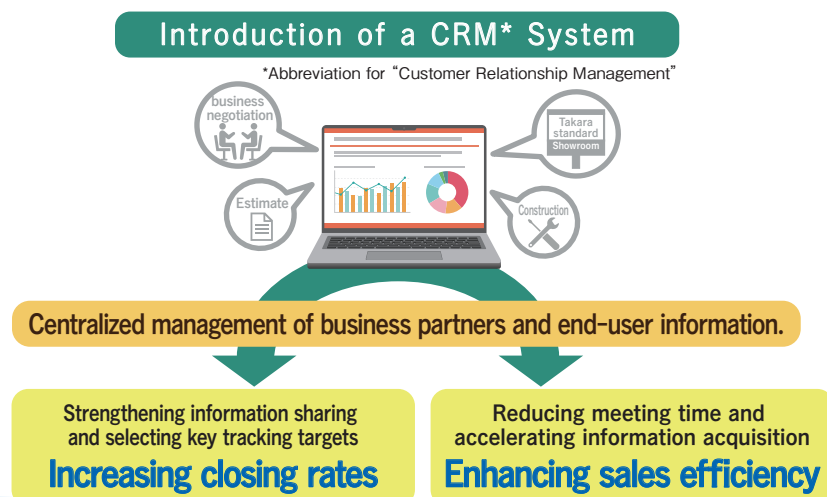 Introduction of a CRM* System
*Abbreviation for “Customer Relationship Management”
business
negotiation
Takara
standard
Showroom
Estimate
Construction
Centralized management of business partners and end-user information.
Strengthening information sharing
and selecting key tracking targets
Increasing closing rates
Reducing meeting time and
accelerating information acquisition
Enhancing sales efficiency